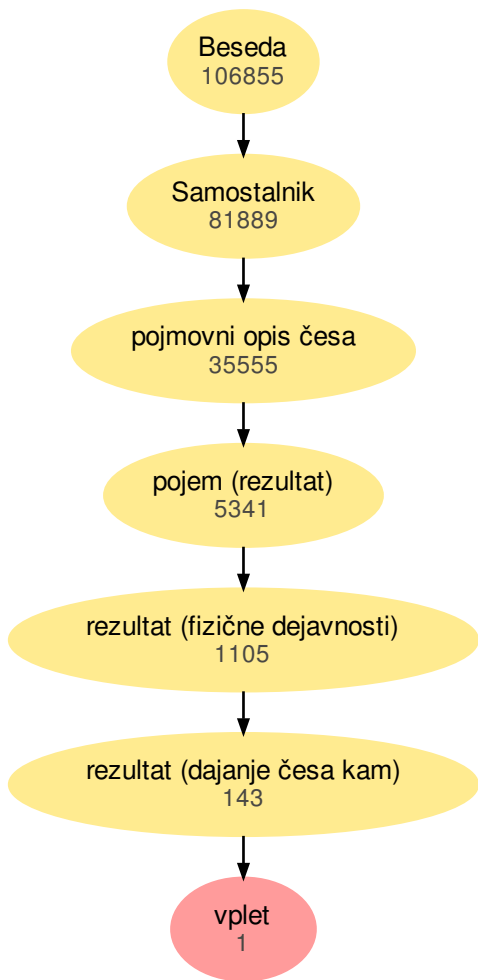 Beseda
106855
Samostalnik
81889
pojmovni opis česa
35555
pojem (rezultat)
5341
rezultat (fizične dejavnosti)
1105
rezultat (dajanje česa kam)
143
vplet
1